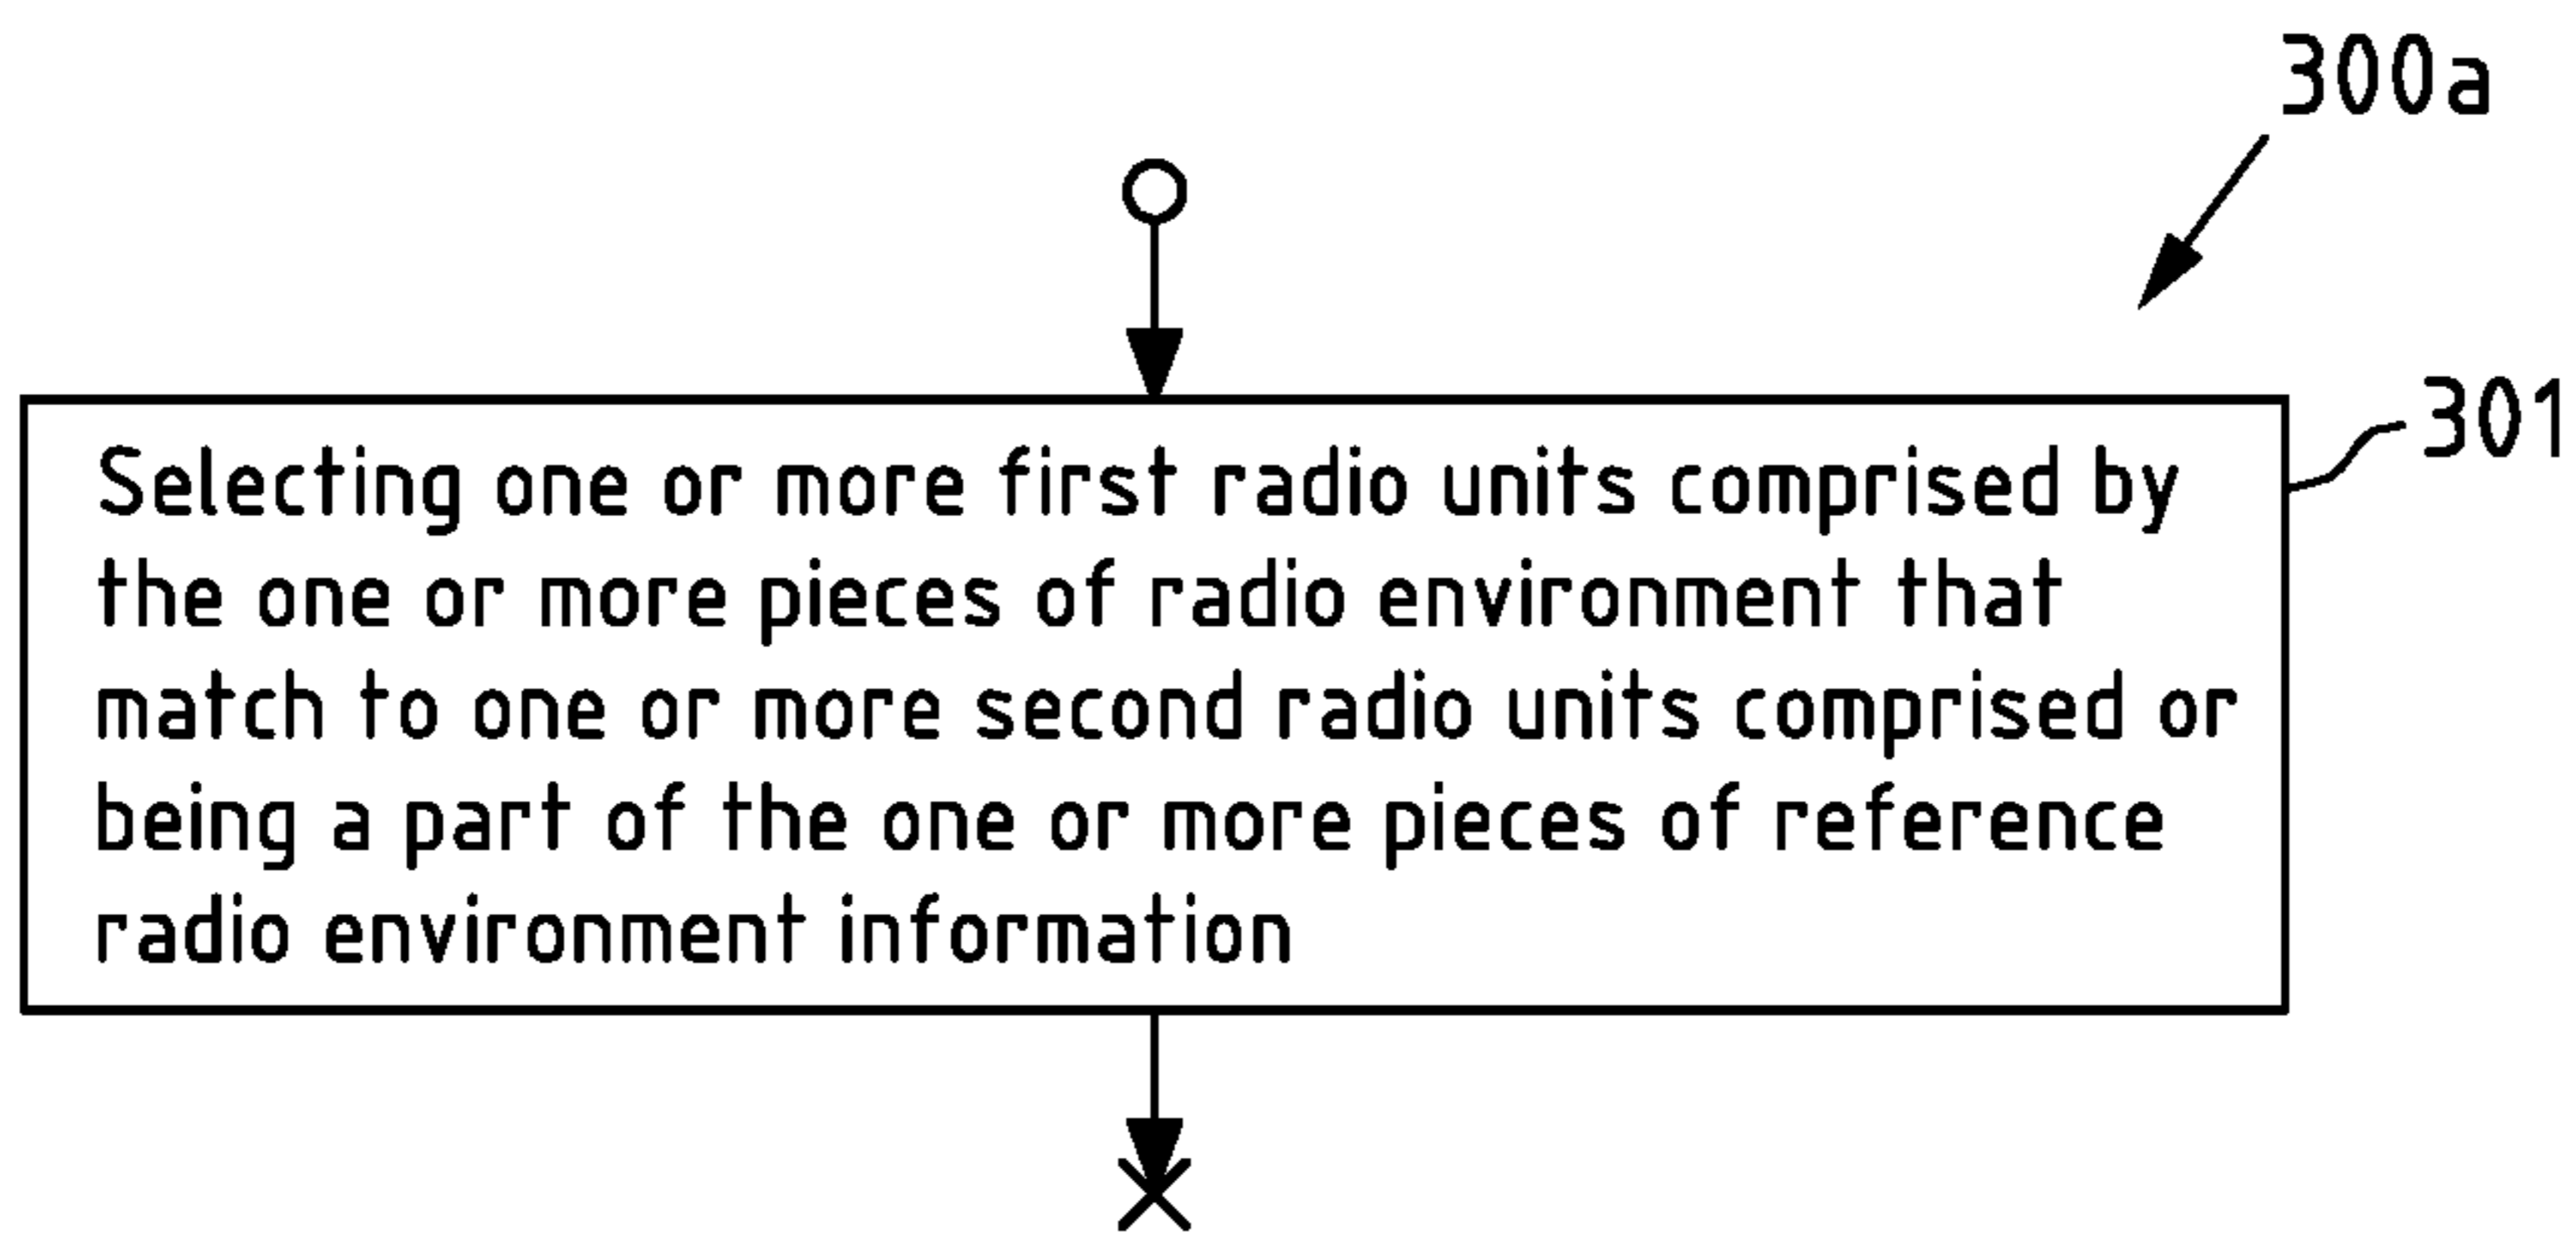 300a
301
Selecting one or more first radio units comprised by
the one or more pieces of radio environment that
match to one or more second radio units comprised or
being a part of the one or more pieces of reference
radio environment information